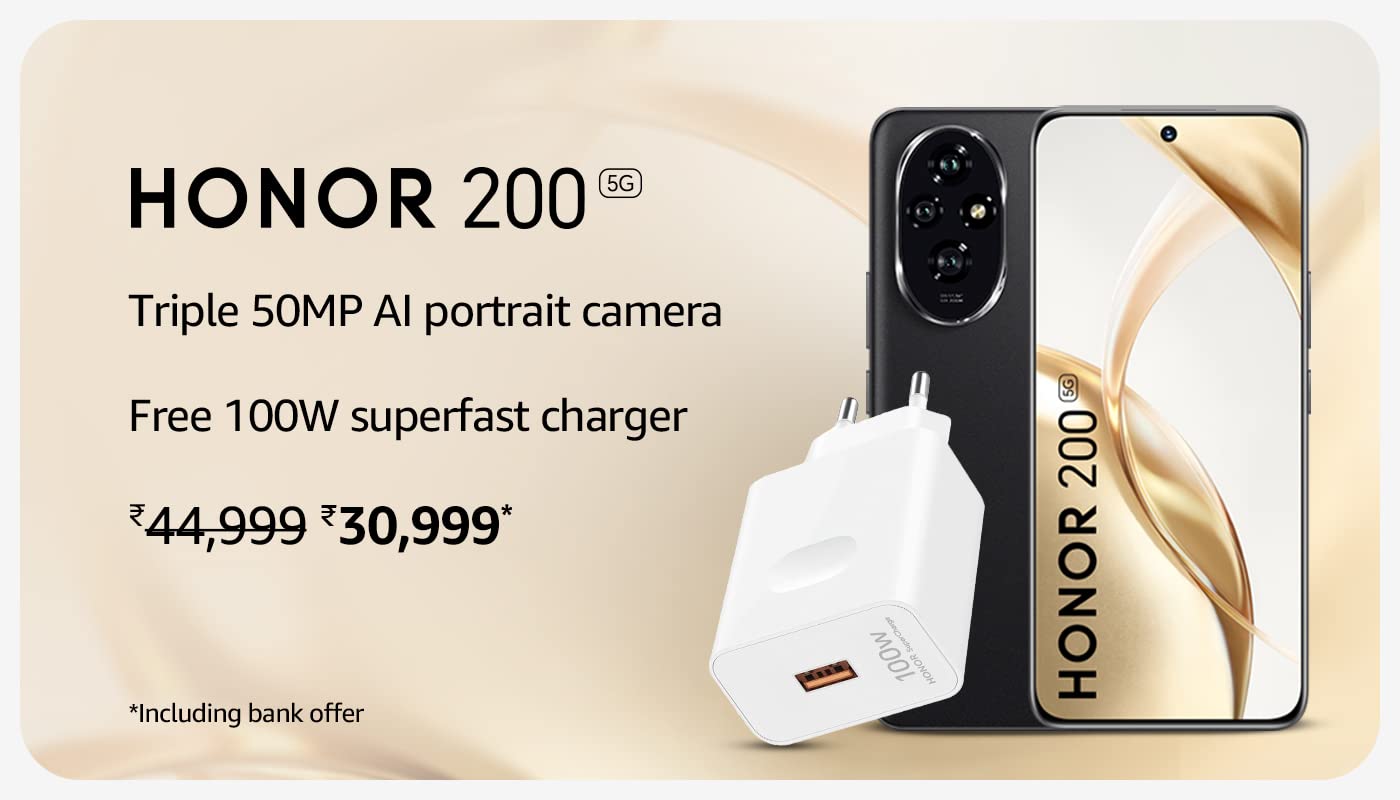 HONOR 200 5G
Triple 50MP AI portrait camera
Free 100W superfast charger
₹44,999 ₹30,999*
*Including bank offer
HONOR 200 5G
100W
HONOR SuperCharge